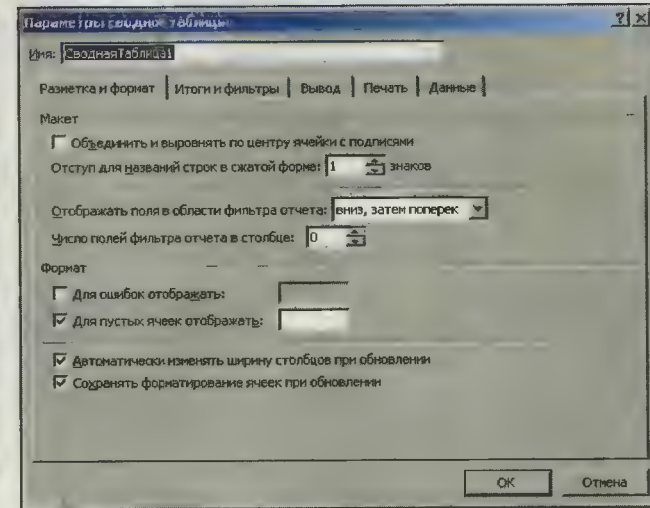 Параметры сводной таблицы
Имя: СводнаяТаблица1
Разметка и формат Итоги и фильтры Вывод Печать Данные
Макет
Объединить и выровнять по центру ячейки с подписями
Отступ для названий строк в сжатой форме: 1 знаков
Отображать поля в области фильтра отчета: вниз, затем поперек
Число полей фильтра отчета в столбце: 0
Формат
Для ошибок отображать:
Для пустых ячеек отображать:
Автоматически изменять ширину столбцов при обновлении
Сохранять форматирование ячеек при обновлении
ОК Отмена